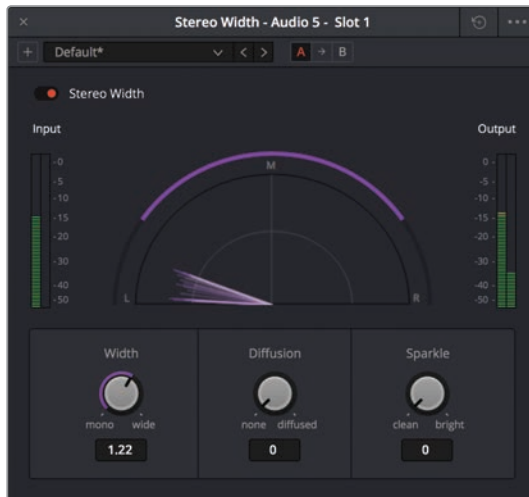 Stereo Width - Audio 5 - Slot 1
Default*
A B
Stereo Width
Input
Output
-0
-5
-10
-15
-20
-30
-40
-50
0 -
-5 -
-10 -
-15 -
-20 -
-30 -
-40 -
-50 -
M
L
R
Width
mono wide
1.22
Diffusion
none diffused
0
Sparkle
clean bright
0